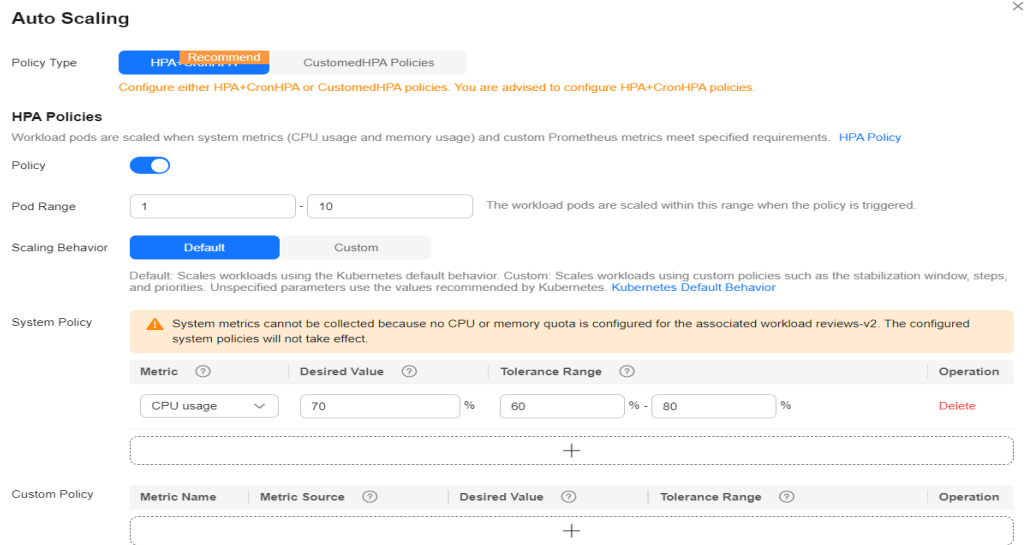 Auto Scaling
Policy Type
Recommend
HPA+CronHPA
CustomedHPA Policies
Configure either HPA+CronHPA or CustomedHPA policies. You are advised to configure HPA+CronHPA policies.
HPA Policies
Workload pods are scaled when system metrics (CPU usage and memory usage) and custom Prometheus metrics meet specified requirements. HPA Policy
Policy
Pod Range 1 - 10 The workload pods are scaled within this range when the policy is triggered.
Scaling Behavior Default Custom
Default: Scales workloads using the Kubernetes default behavior. Custom: Scales workloads using custom policies such as the stabilization window, steps,
and priorities. Unspecified parameters use the values recommended by Kubernetes. Kubernetes Default Behavior
System Policy System metrics cannot be collected because no CPU or memory quota is configured for the associated workload reviews-v2. The configured
system policies will not take effect.
Metric ? Desired Value ? Tolerance Range ? Operation
CPU usage 70 % 60 % - 80 % Delete
+
Custom Policy Metric Name Metric Source ? Desired Value ? Tolerance Range ? Operation
+